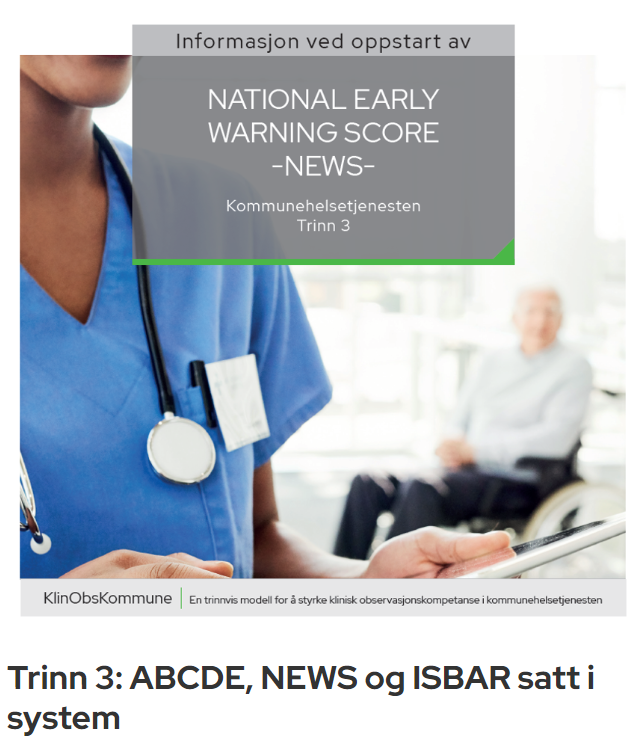 Informasjon ved oppstart av
NATIONAL EARLY
WARNING SCORE
-NEWS-
Kommunehelsetjenesten
Trinn 3
KlinObsKommune | En trinnvis modell for å styrke klinisk observasjonskompetanse i kommunehelsetjenesten
Trinn 3: ABCDE, NEWS og ISBAR satt i
system